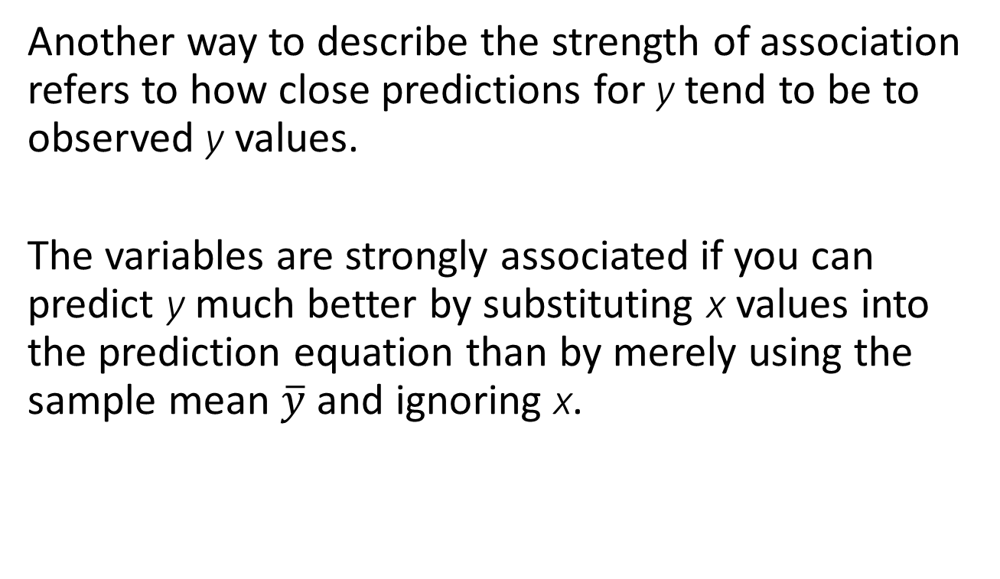 Another way to describe the strength of association
refers to how close predictions for y tend to be to
observed y values.
The variables are strongly associated if you can
predict y much better by substituting x values into
the prediction equation than by merely using the
sample mean ȳ and ignoring x.